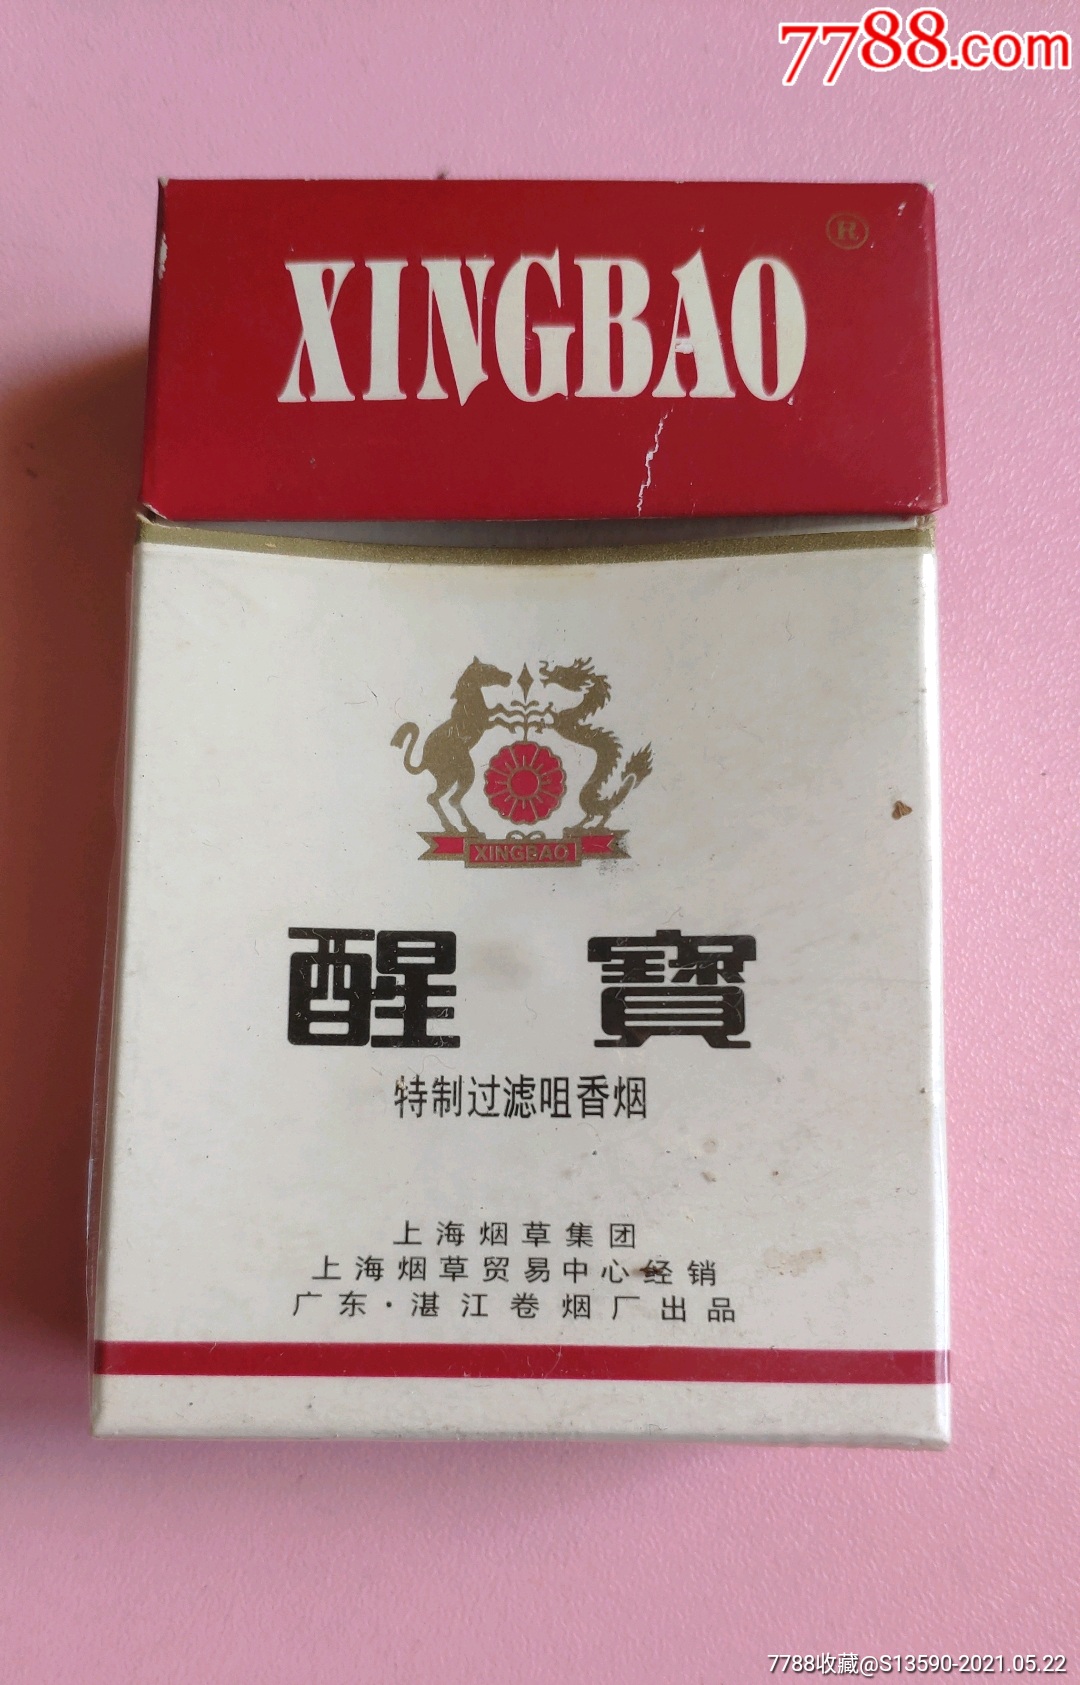 7788.com
XINGBAO
®
XINGBAO
醒 寶
特制过滤咀香烟
上海烟草集团
上海烟草贸易中心经销
广东·湛江卷烟厂出品
7788收藏@S13590-2021.05.22